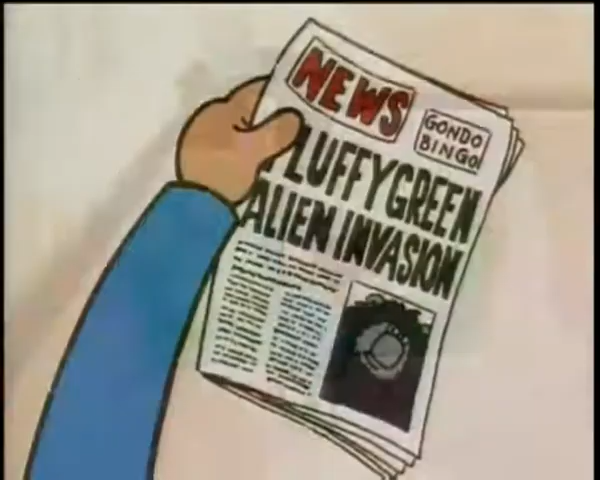 NEWS
GONDO
BINGO
FLUFFY GREEN
ALIEN INVASION